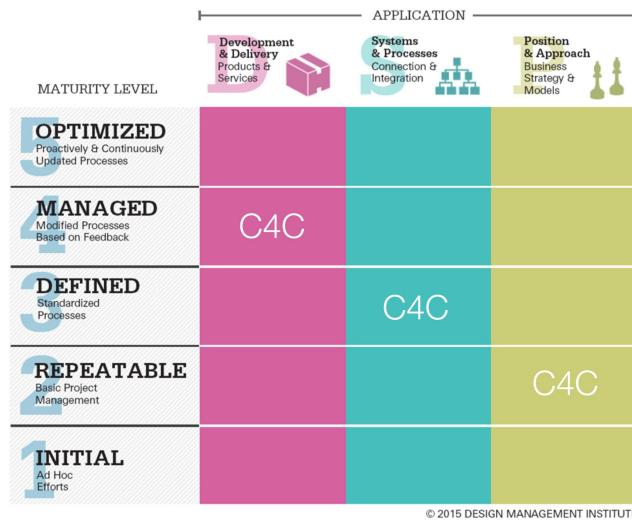 APPLICATION
D
Development
& Delivery
Products &
Services
S
Systems
& Processes
Connection &
Integration
P
Position
& Approach
Business
Strategy &
Models
MATURITY LEVEL
5
OPTIMIZED
Proactively & Continuously
Updated Processes
4
MANAGED
Modified Processes
Based on Feedback
C4C
3
DEFINED
Standardized
Processes
C4C
2
REPEATABLE
Basic Project
Management
C4C
1
INITIAL
Ad Hoc
Efforts
© 2015 DESIGN MANAGEMENT INSTITUT